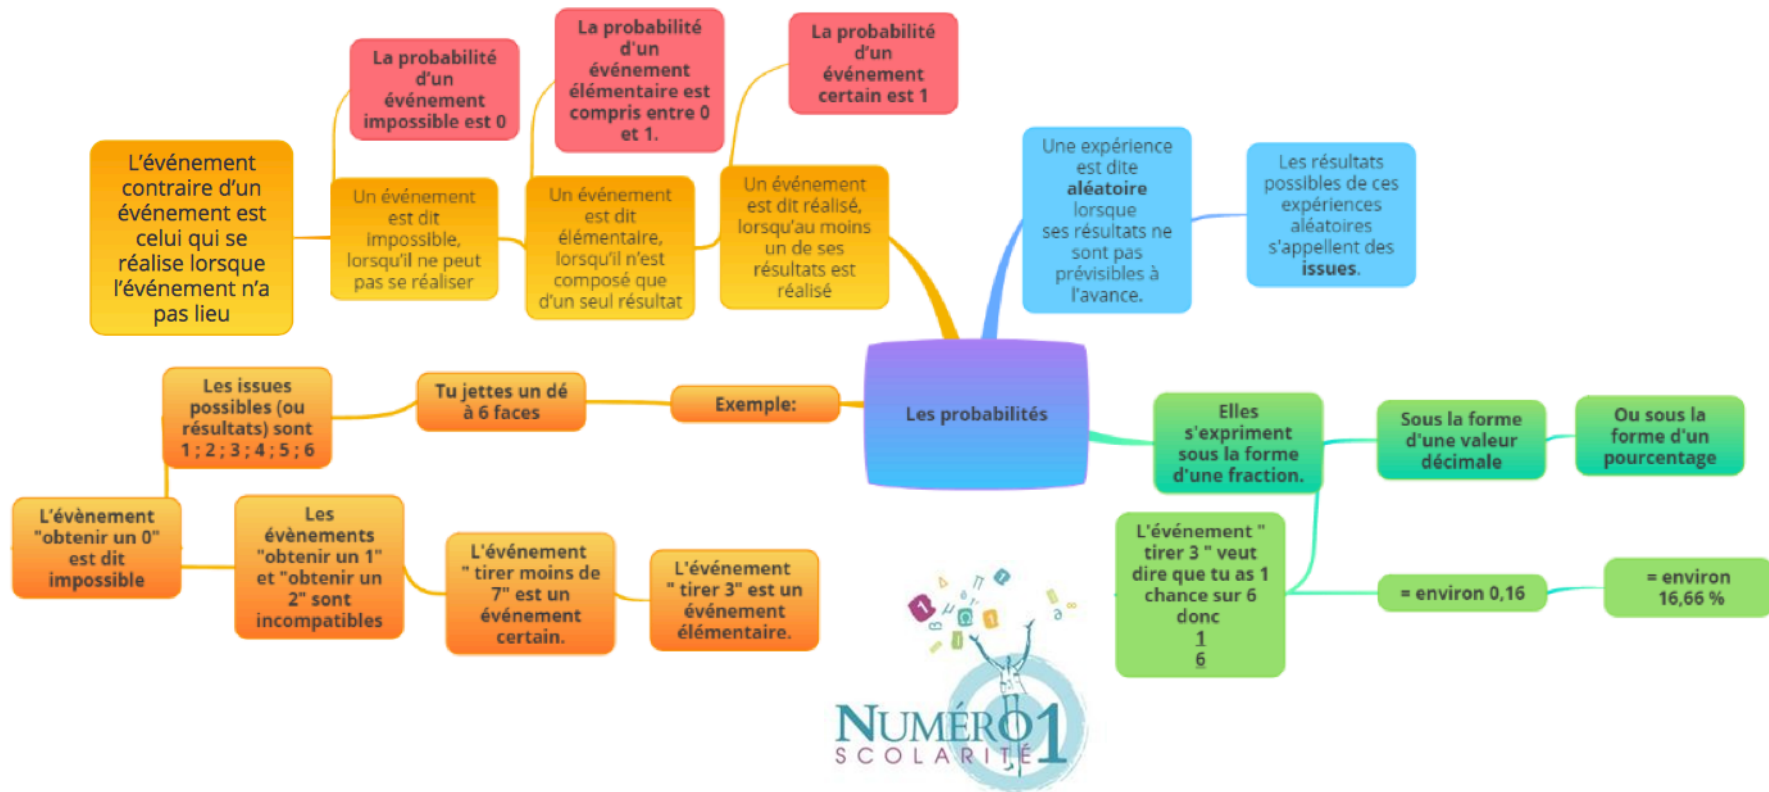 La probabilité
d'un
événement
impossible est 0
La probabilité
d'un
événement
élémentaire est
compris entre 0
et 1.
La probabilité
d'un
événement
certain est 1
L'événement
contraire d'un
événement est
celui qui se
réalise lorsque
l'événement n'a
pas lieu
Un événement
est dit
impossible,
lorsqu'il ne peut
pas se réaliser
Un événement
est dit
élémentaire,
lorsqu'il n'est
composé que
d'un seul résultat
Un événement
est dit réalisé,
lorsqu'au moins
un de ses
résultats est
réalisé
Une expérience
est dite
aléatoire
lorsque
ses résultats ne
sont pas
prévisibles à
l'avance.
Les résultats
possibles de ces
expériences
aléatoires
s'appellent des
issues.
Les issues
possibles (ou
résultats) sont
1 ; 2 ; 3 ; 4 ; 5 ; 6
Tu jettes un dé
à 6 faces
Exemple:
Les probabilités
Elles
s'expriment
sous la forme
d'une fraction.
Sous la forme
d'une valeur
décimale
Ou sous la
forme d'un
pourcentage
L'évènement
"obtenir un 0"
est dit
impossible
Les
évènements
"obtenir un 1"
et "obtenir un
2" sont
incompatibles
L'événement
" tirer moins de
7" est un
événement
certain.
L'événement
" tirer 3" est un
événement
élémentaire.
L'événement "
tirer 3 " veut
dire que tu as 1
chance sur 6
donc
1
6
= environ 0,16
= environ
16,66 %
NUMÉRO1
SCOLARITÉ